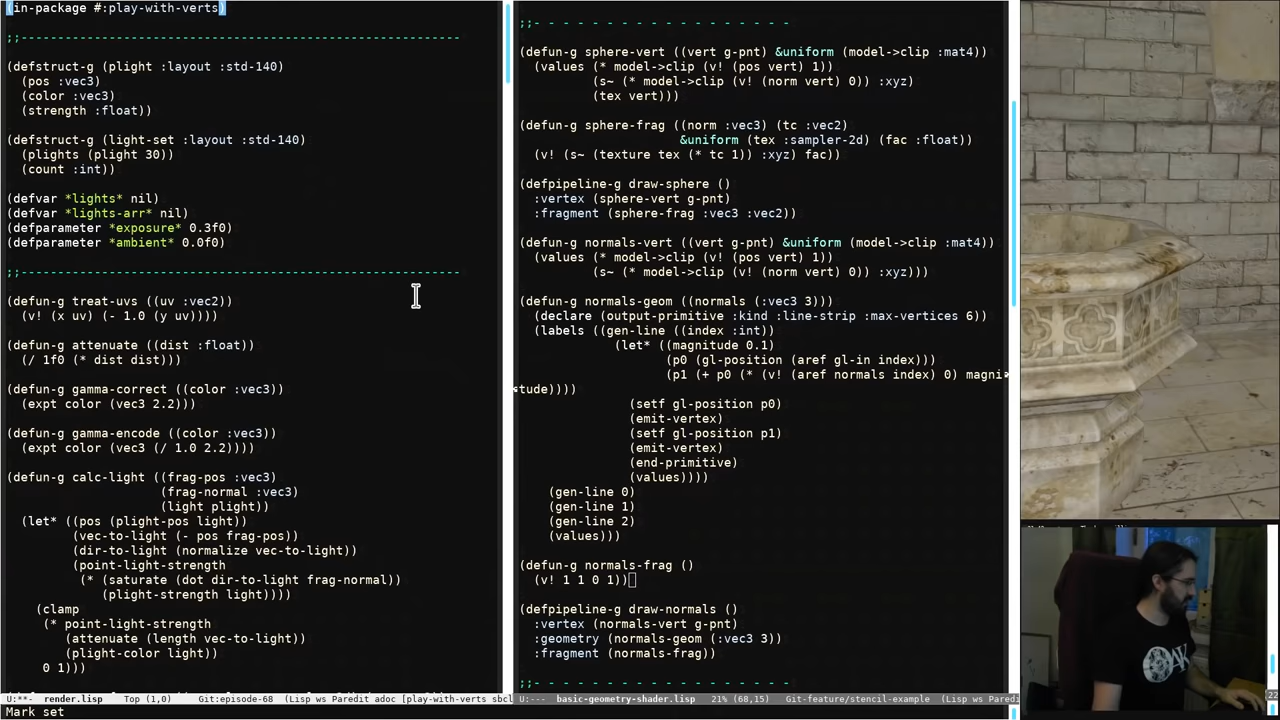 (in-package #:play-with-verts)
;;------------------------------------------------------------
(defstruct-g (plight :layout :std-140)
  (pos :vec3)
  (color :vec3)
  (strength :float))
(defstruct-g (light-set :layout :std-140)
  (plights (plight 30))
  (count :int))
(defvar *lights* nil)
(defvar *lights-arr* nil)
(defparameter *exposure* 0.3f0)
(defparameter *ambient* 0.0f0)
;;------------------------------------------------------------
(defun-g treat-uvs ((uv :vec2))
  (v! (x uv) (- 1.0 (y uv))))
(defun-g attenuate ((dist :float))
  (/ 1f0 (* dist dist)))
(defun-g gamma-correct ((color :vec3))
  (expt color (vec3 2.2)))
(defun-g gamma-encode ((color :vec3))
  (expt color (vec3 (/ 1.0 2.2))))
(defun-g calc-light ((frag-pos :vec3)
                     (frag-normal :vec3)
                     (light plight))
  (let* ((pos (plight-pos light))
         (vec-to-light (- pos frag-pos))
         (dir-to-light (normalize vec-to-light))
         (point-light-strength
          (* (saturate (dot dir-to-light frag-normal))
             (plight-strength light))))
    (clamp
     (* point-light-strength
        (attenuate (length vec-to-light))
        (plight-color light))
     0 1)))
U:**-  render.lisp    Top (1,0)    Git:episode-68  (Lisp ws Paredit adoc [play-with-verts sbcl
Mark set
;;- - - - - - - - - - - - - - - - - -
(defun-g sphere-vert ((vert g-pnt) &uniform (model->clip :mat4))
  (values (* model->clip (v! (pos vert) 1))
          (s~ (* model->clip (v! (norm vert) 0)) :xyz)
          (tex vert)))
(defun-g sphere-frag ((norm :vec3) (tc :vec2)
                      &uniform (tex :sampler-2d) (fac :float))
  (v! (s~ (texture tex (* tc 1)) :xyz) fac))
(defpipeline-g draw-sphere ()
  :vertex (sphere-vert g-pnt)
  :fragment (sphere-frag :vec3 :vec2))
(defun-g normals-vert ((vert g-pnt) &uniform (model->clip :mat4))
  (values (* model->clip (v! (pos vert) 1))
          (s~ (* model->clip (v! (norm vert) 0)) :xyz)))
(defun-g normals-geom ((normals (:vec3 3)))
  (declare (output-primitive :kind :line-strip :max-vertices 6))
  (labels ((gen-line ((index :int))
             (let* ((magnitude 0.1)
                    (p0 (gl-position (aref gl-in index)))
                    (p1 (+ p0 (* (v! (aref normals index) 0) magni
tude))))
               (setf gl-position p0)
               (emit-vertex)
               (setf gl-position p1)
               (emit-vertex)
               (end-primitive)
               (values))))
    (gen-line 0)
    (gen-line 1)
    (gen-line 2)
    (values)))
(defun-g normals-frag ()
  (v! 1 1 0 1))
(defpipeline-g draw-normals ()
  :vertex (normals-vert g-pnt)
  :geometry (normals-geom (:vec3 3))
  :fragment (normals-frag))
;;- - - - - - - - - - - - - - - - - -
U:---  basic-geometry-shader.lisp   21% (68,15)   Git-feature/stencil-example  (Lisp ws Paredit